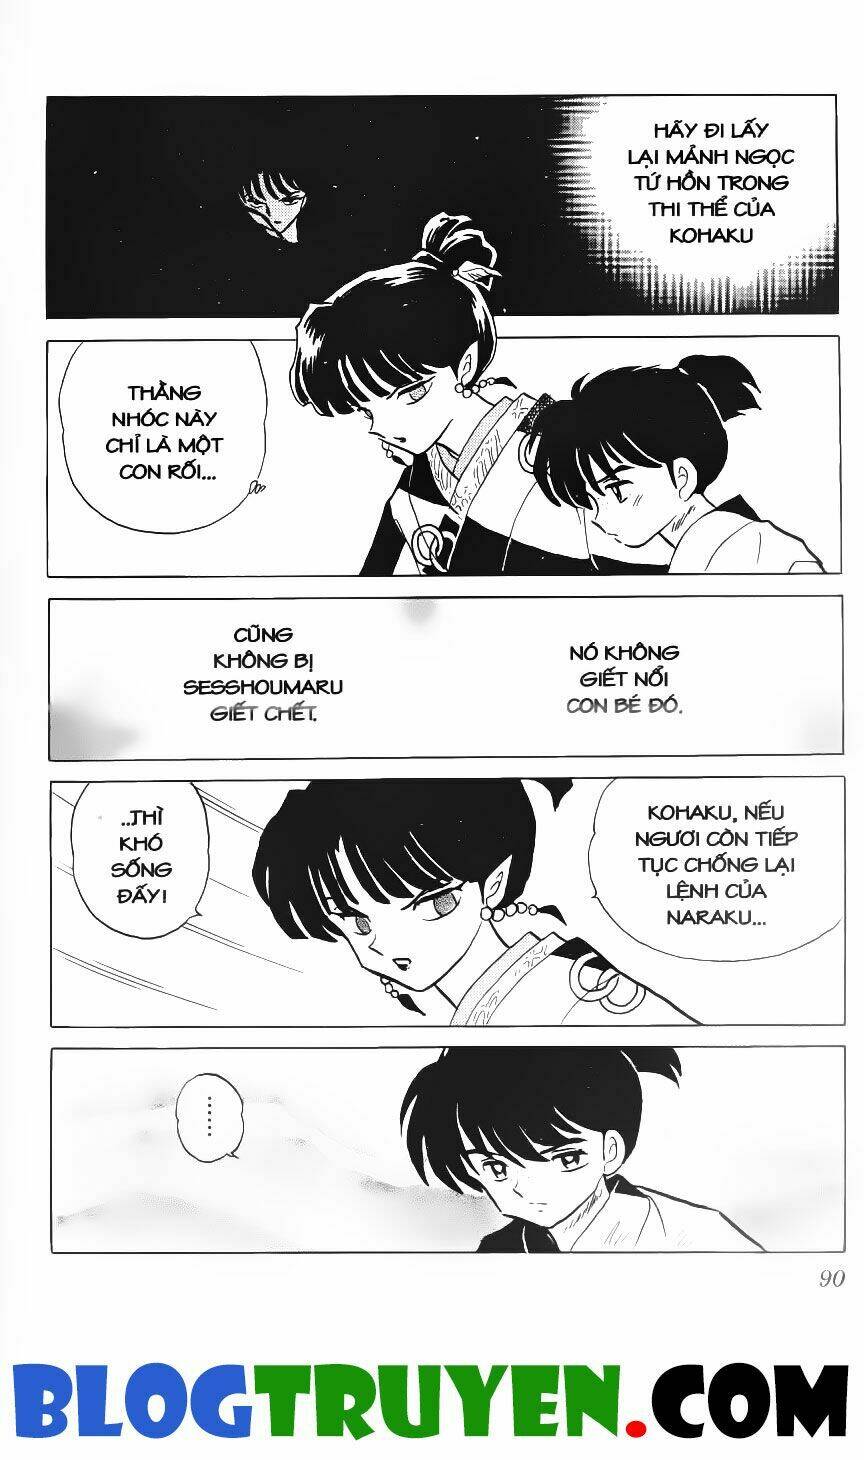 HÃY ĐI LẤY
LẠI MẢNH NGỌC
TỨ HỒN TRONG
THI THỂ CỦA
KOHAKU
THẰNG
NHÓC NÀY
CHỈ LÀ MỘT
CON RỐI...
NÓ KHÔNG
GIẾT NỔI
CON BÉ ĐÓ.
CŨNG
KHÔNG BỊ
SESSHOUMARU
GIẾT CHẾT.
KOHAKU, NẾU
NGƯƠI CÒN TIẾP
TỤC CHỐNG LẠI
LỆNH CỦA
NARAKU...
...THÌ
KHÓ
SỐNG
ĐẤY!
......
90
BLOGTRUYEN.COM